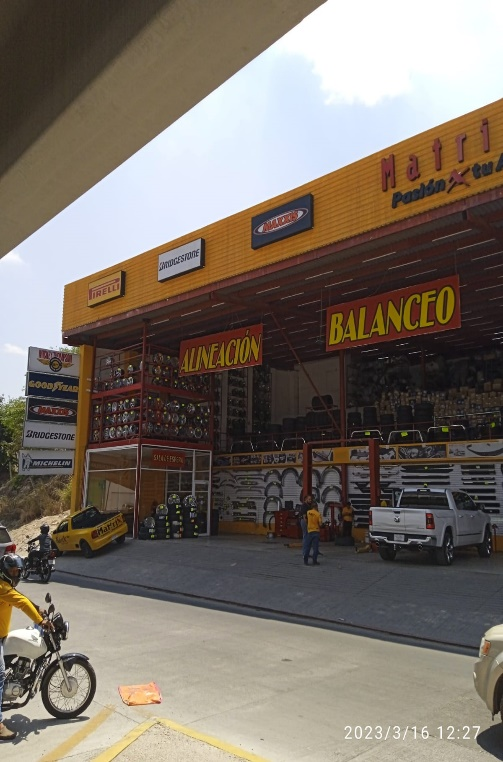 Matri
Pasión X tu A
MAXXIS
BRIDGESTONE
PIRELLI
BALANCEO
ALINEACIÓN
GOODYEAR
MAXXIS
BRIDGESTONE
MICHELIN
2023/3/16 12:27